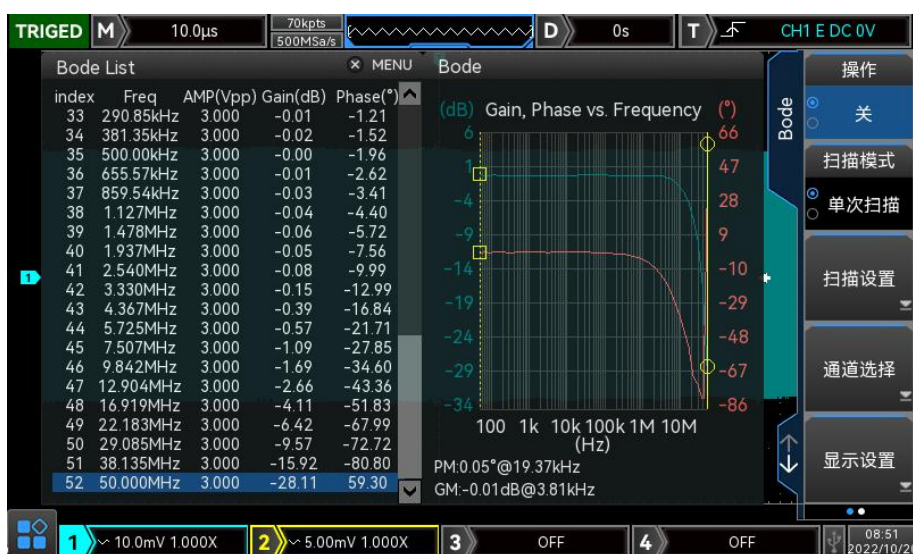 TRIGED M 10.0μs 70kpts 500MSa/s D 0s T CH1 E DC 0V
Bode List × MENU
index Freq AMP(Vpp) Gain(dB) Phase(°)
33 290.85kHz 3.000 -0.01 -1.21
34 381.35kHz 3.000 -0.02 -1.52
35 500.00kHz 3.000 -0.00 -1.96
36 655.57kHz 3.000 -0.01 -2.62
37 859.54kHz 3.000 -0.03 -3.41
38 1.127MHz 3.000 -0.04 -4.40
39 1.478MHz 3.000 -0.06 -5.72
40 1.937MHz 3.000 -0.05 -7.56
41 2.540MHz 3.000 -0.08 -9.99
42 3.330MHz 3.000 -0.15 -12.99
43 4.367MHz 3.000 -0.39 -16.84
44 5.725MHz 3.000 -0.57 -21.71
45 7.507MHz 3.000 -1.09 -27.85
46 9.842MHz 3.000 -1.69 -34.60
47 12.904MHz 3.000 -2.66 -43.36
48 16.919MHz 3.000 -4.11 -51.83
49 22.183MHz 3.000 -6.42 -67.99
50 29.085MHz 3.000 -9.57 -72.72
51 38.135MHz 3.000 -15.92 -80.80
52 50.000MHz 3.000 -28.11 59.30
Bode
(dB) Gain, Phase vs. Frequency (°)
6 66
1 47
-4 28
-9 9
-14 -10
-19 -29
-24 -48
-29 -67
-34 -86
100 1k 10k 100k 1M 10M
(Hz)
PM:0.05°@19.37kHz
GM:-0.01dB@3.81kHz
Bode
操作
关
扫描模式
单次扫描
扫描设置
通道选择
显示设置
1
1 10.0mV 1.000X 2 5.00mV 1.000X 3 OFF 4 OFF
08:51
2022/10/2